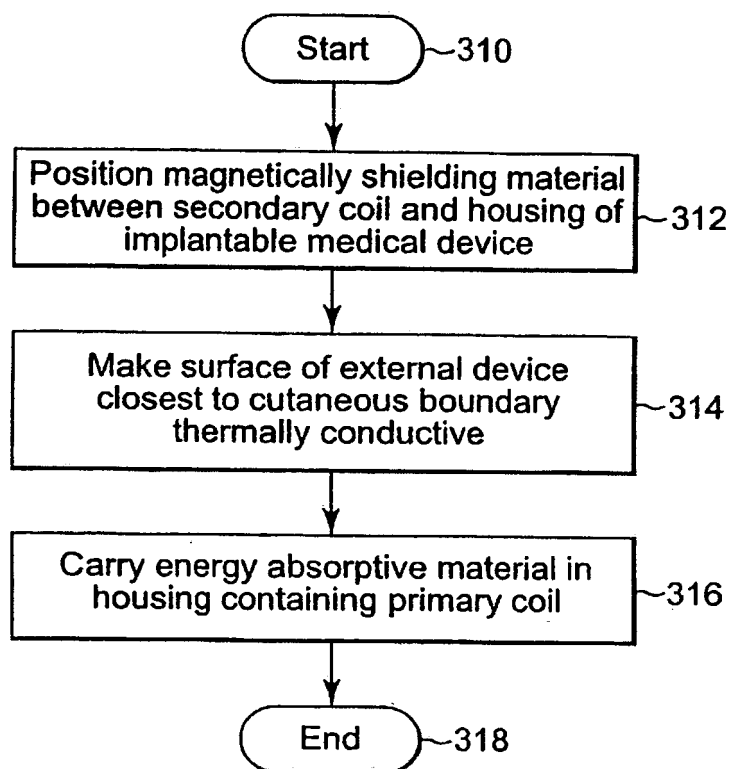 Start
310
Position magnetically shielding material
between secondary coil and housing of
implantable medical device
312
Make surface of external device
closest to cutaneous boundary
thermally conductive
314
Carry energy absorptive material in
housing containing primary coil
316
End
318